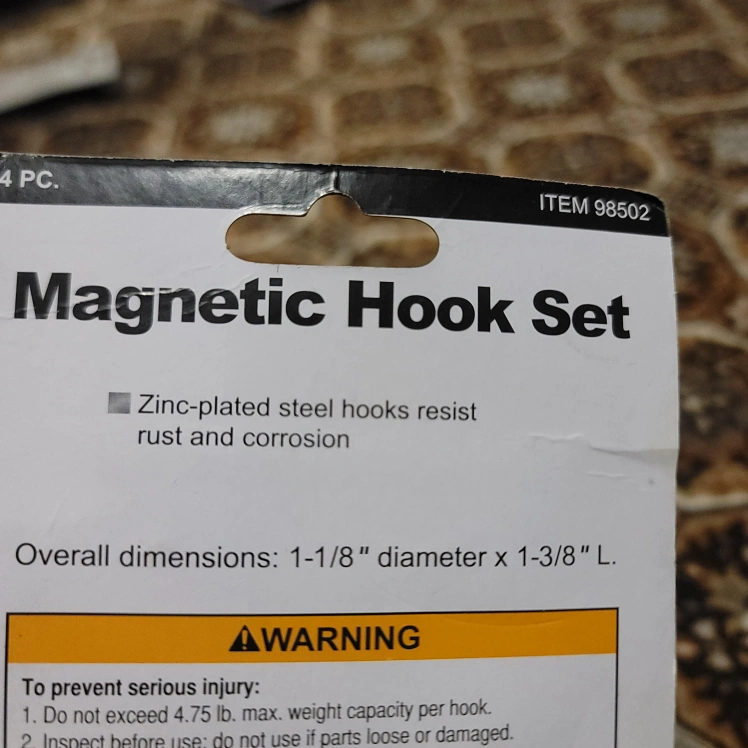 4 PC.
ITEM 98502
Magnetic Hook Set
Zinc-plated steel hooks resist
rust and corrosion
Overall dimensions: 1-1/8" diameter x 1-3/8" L.
⚠WARNING
To prevent serious injury:
1. Do not exceed 4.75 lb. max. weight capacity per hook.
2. Inspect before use; do not use if parts loose or damaged.